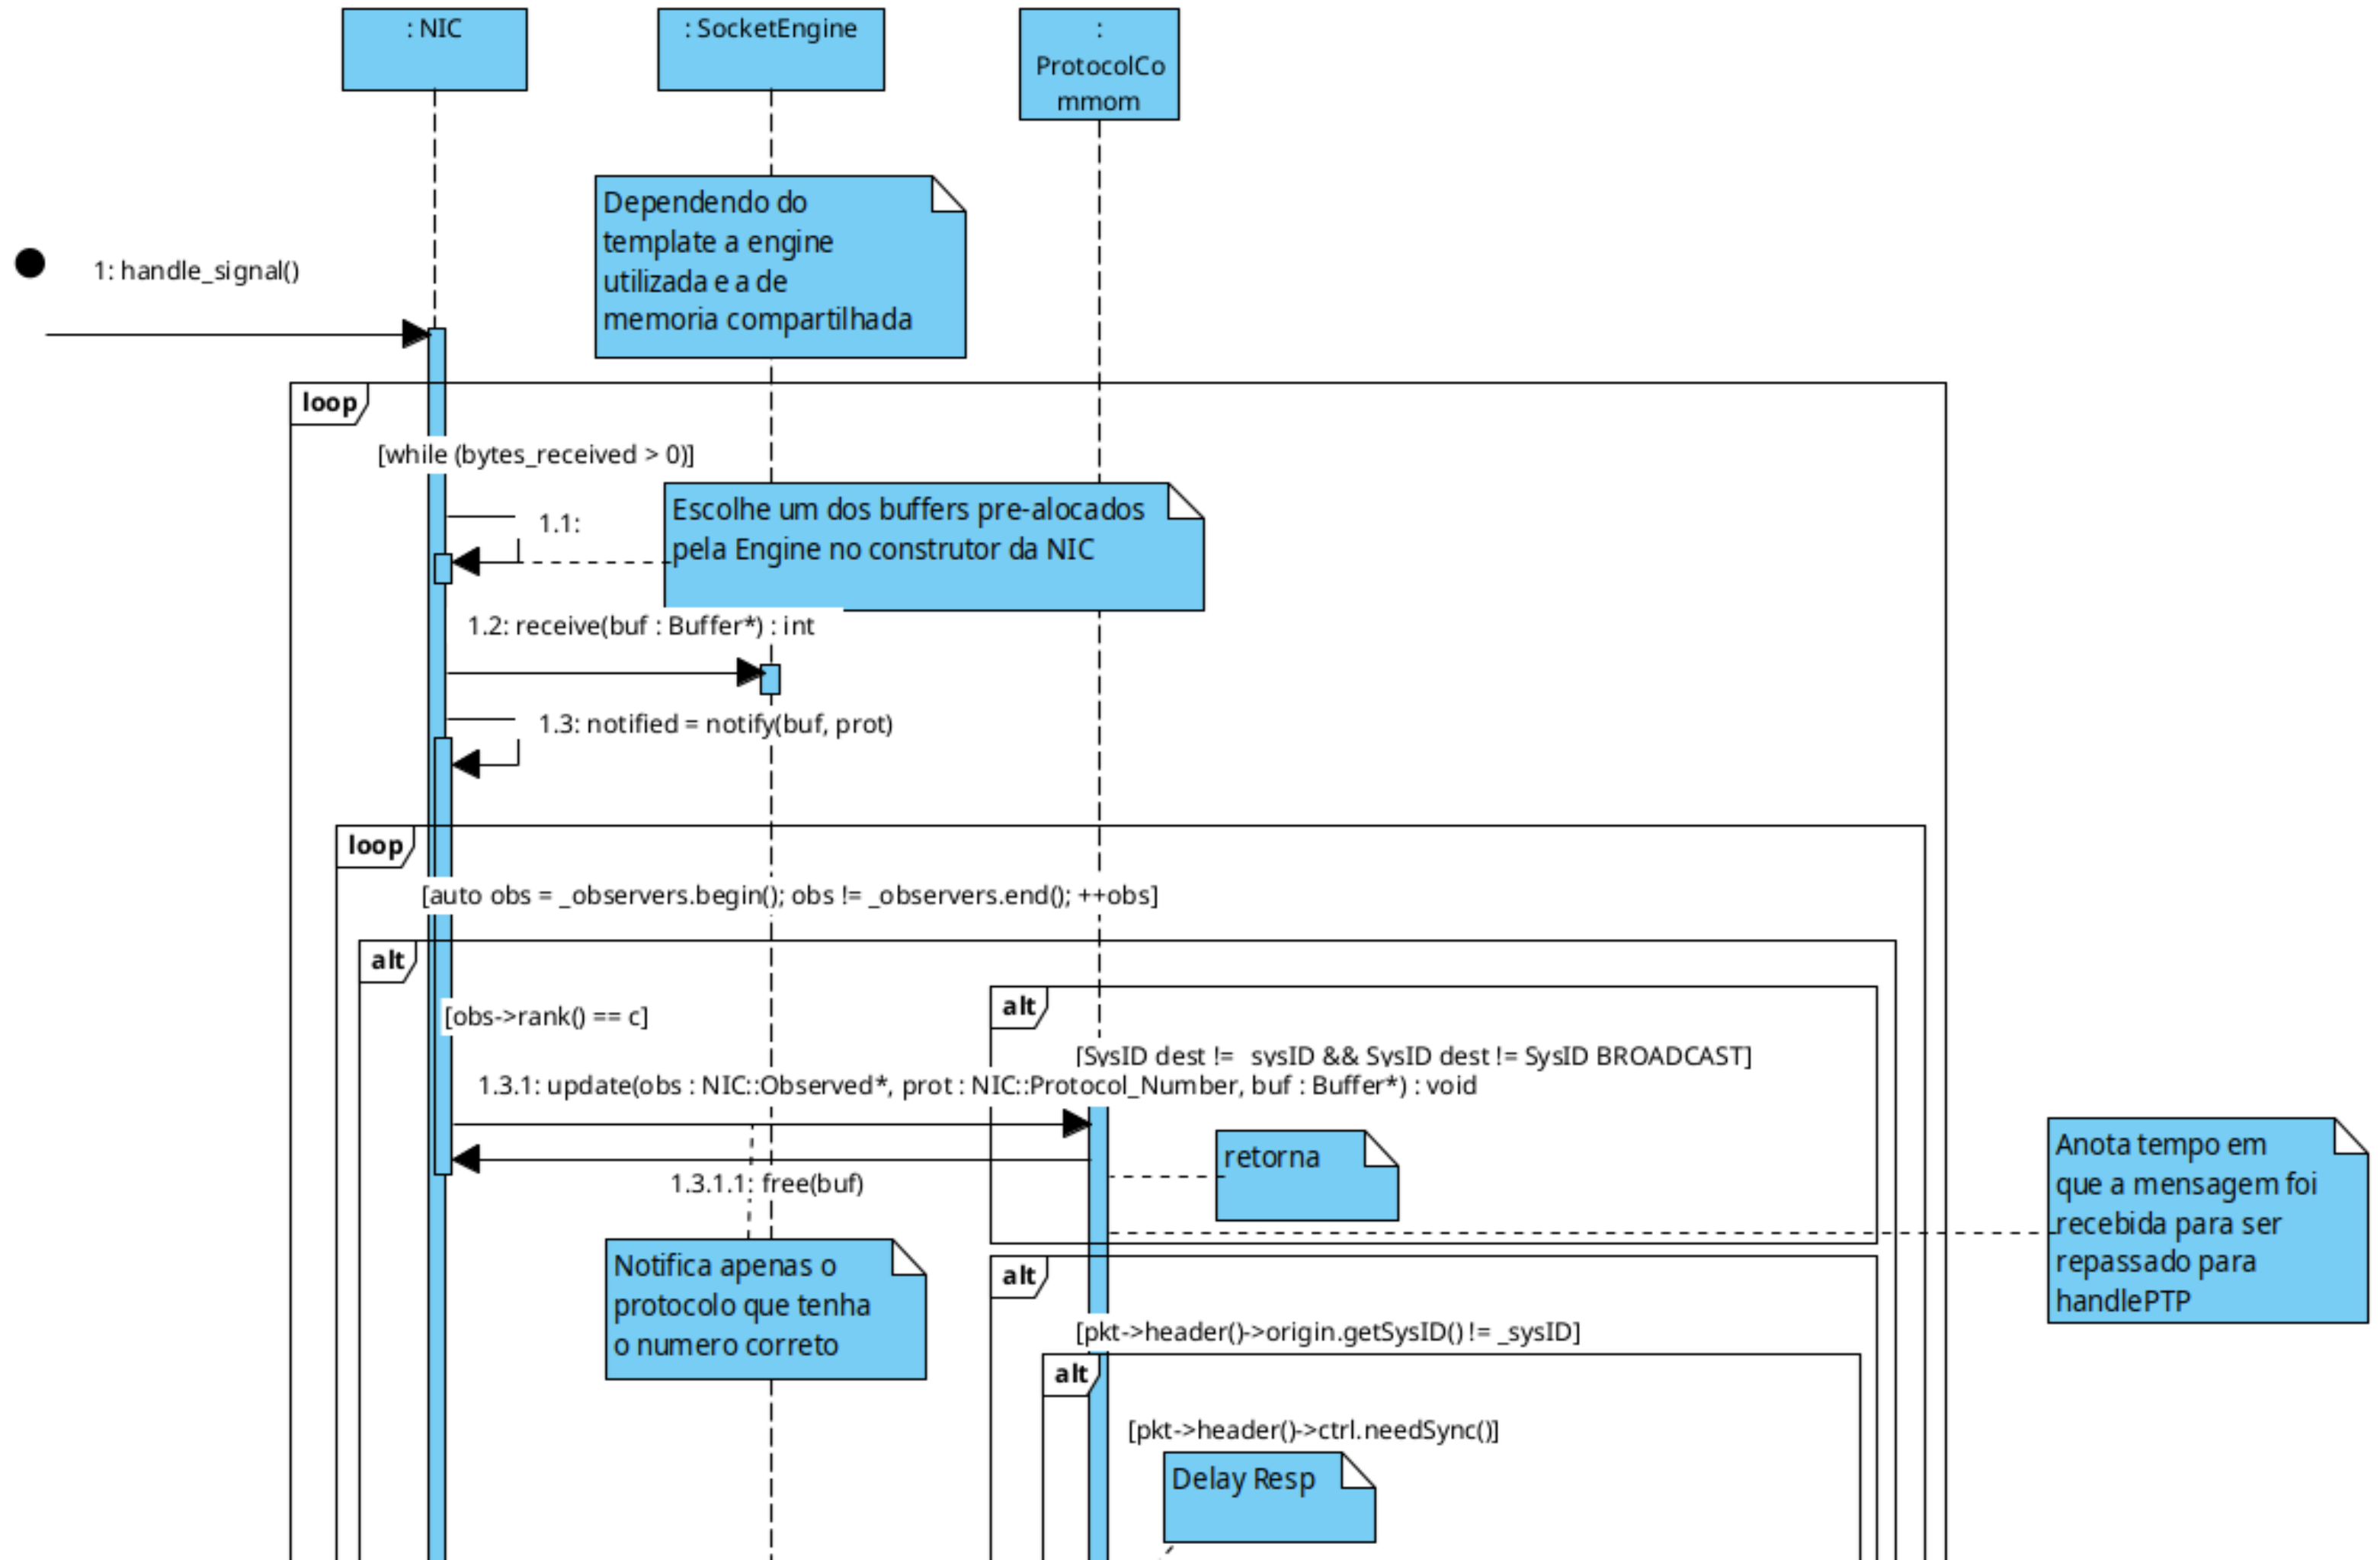 : NIC
: SocketEngine
:
ProtocolCo
mmom
Dependendo do
template a engine
utilizada e a de
memoria compartilhada
1: handle_signal()
loop
[while (bytes_received > 0)]
Escolhe um dos buffers pre-alocados
pela Engine no construtor da NIC
1.1:
1.2: receive(buf : Buffer*) : int
1.3: notified = notify(buf, prot)
loop
[auto obs = _observers.begin(); obs != _observers.end(); ++obs]
alt
[obs->rank() == c]
alt
[SysID dest != _sysID && SysID dest != SysID BROADCAST]
1.3.1: update(obs : NIC::Observed*, prot : NIC::Protocol_Number, buf : Buffer*) : void
retorna
1.3.1.1: free(buf)
Anota tempo em
que a mensagem foi
recebida para ser
repassado para
handlePTP
Notifica apenas o
protocolo que tenha
o numero correto
alt
[pkt->header()->origin.getSysID() != _sysID]
alt
[pkt->header()->ctrl.needSync()]
Delay Resp